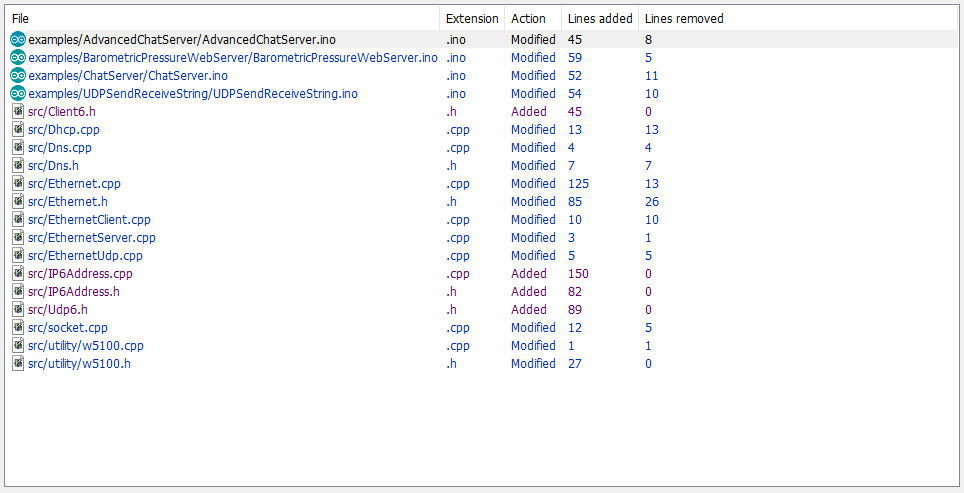 File Extension Action Lines added Lines removed
examples/AdvancedChatServer/AdvancedChatServer.ino .ino Modified 45 8
examples/BarometricPressureWebServer/BarometricPressureWebServer.ino .ino Modified 59 5
examples/ChatServer/ChatServer.ino .ino Modified 52 11
examples/UDPSendReceiveString/UDPSendReceiveString.ino .ino Modified 54 10
src/Client6.h .h Added 45 0
src/Dhcp.cpp .cpp Modified 13 13
src/Dns.cpp .cpp Modified 4 4
src/Dns.h .h Modified 7 7
src/Ethernet.cpp .cpp Modified 125 13
src/Ethernet.h .h Modified 85 26
src/EthernetClient.cpp .cpp Modified 10 10
src/EthernetServer.cpp .cpp Modified 3 1
src/EthernetUdp.cpp .cpp Modified 5 5
src/IP6Address.cpp .cpp Added 150 0
src/IP6Address.h .h Added 82 0
src/Udp6.h .h Added 89 0
src/socket.cpp .cpp Modified 12 5
src/utility/w5100.cpp .cpp Modified 1 1
src/utility/w5100.h .h Modified 27 0